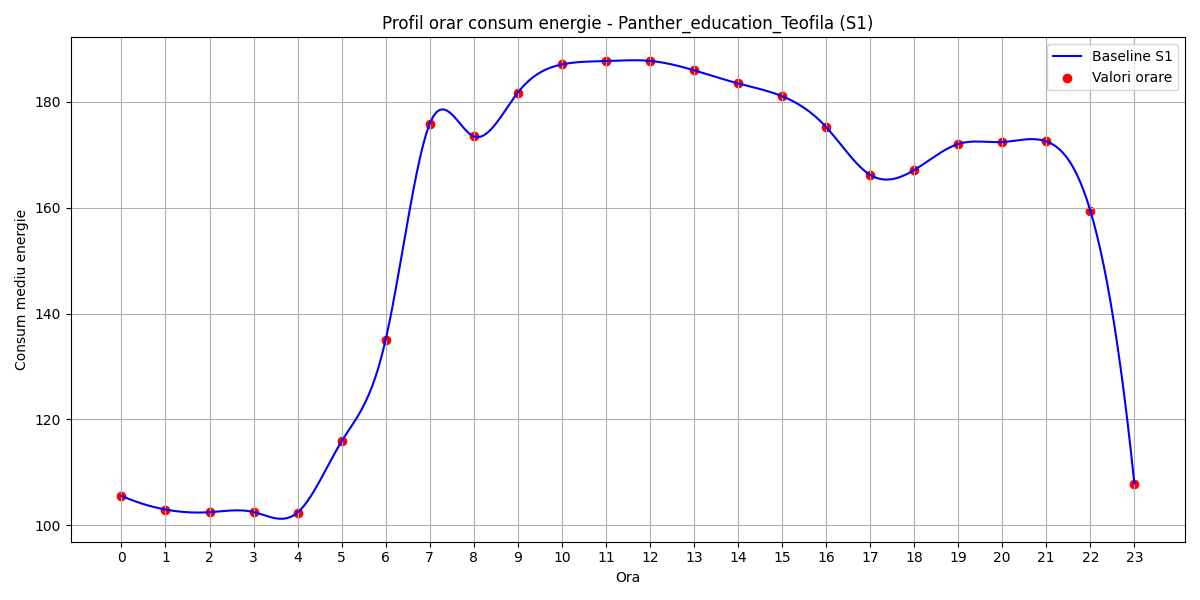 Profil orar consum energie - Panther_education_Teofila (S1)
Baseline S1
Valori orare
Consum mediu energie
180
160
140
120
100
0 1 2 3 4 5 6 7 8 9 10 11 12 13 14 15 16 17 18 19 20 21 22 23
Ora